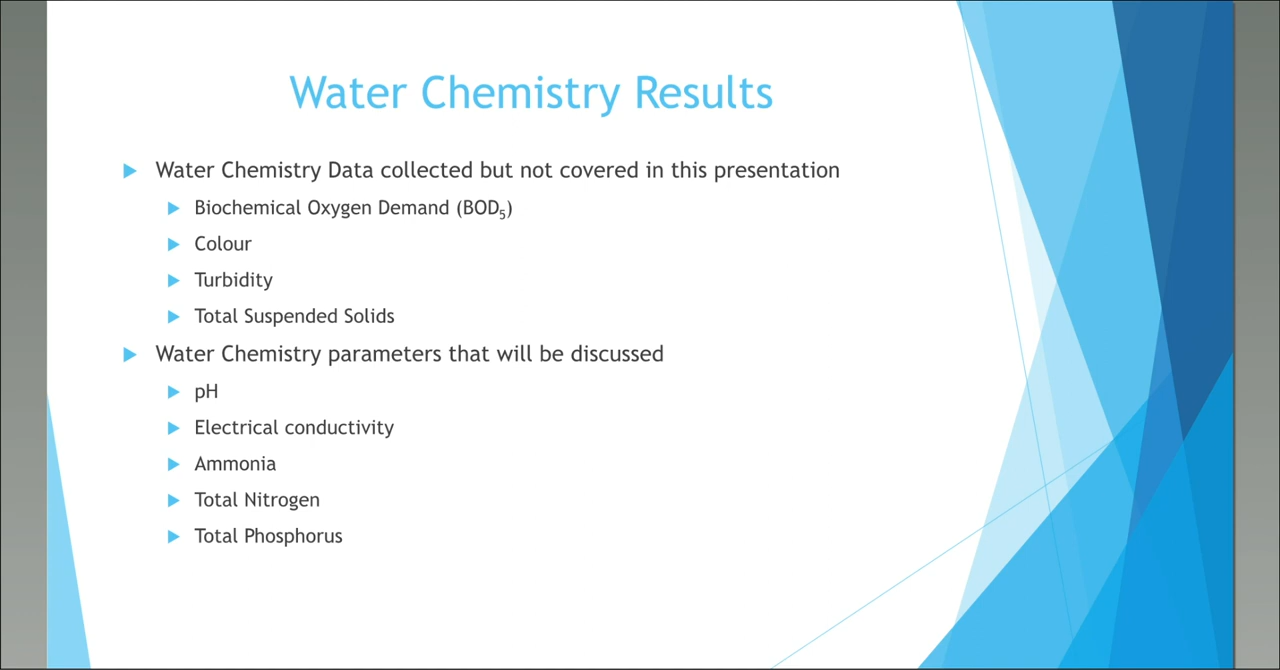 Water Chemistry Results
Water Chemistry Data collected but not covered in this presentation
Biochemical Oxygen Demand (BOD₅)
Colour
Turbidity
Total Suspended Solids
Water Chemistry parameters that will be discussed
pH
Electrical conductivity
Ammonia
Total Nitrogen
Total Phosphorus